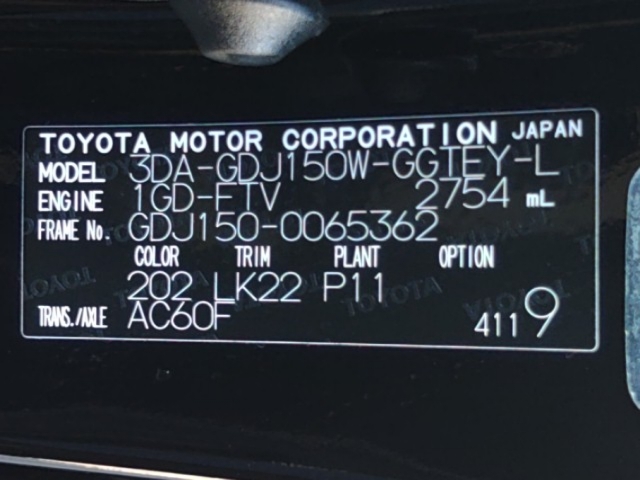 TOYOTA MOTOR CORPORATION JAPAN
MODEL 3DA-GDJ150W-GGTEY-L
ENGINE 1GD-FTV 2754 mL
FRAME No. GDJ150-0065362
COLOR TRIM PLANT OPTION
202 LK22 P11
TRANS./AXLE AC60F 4119